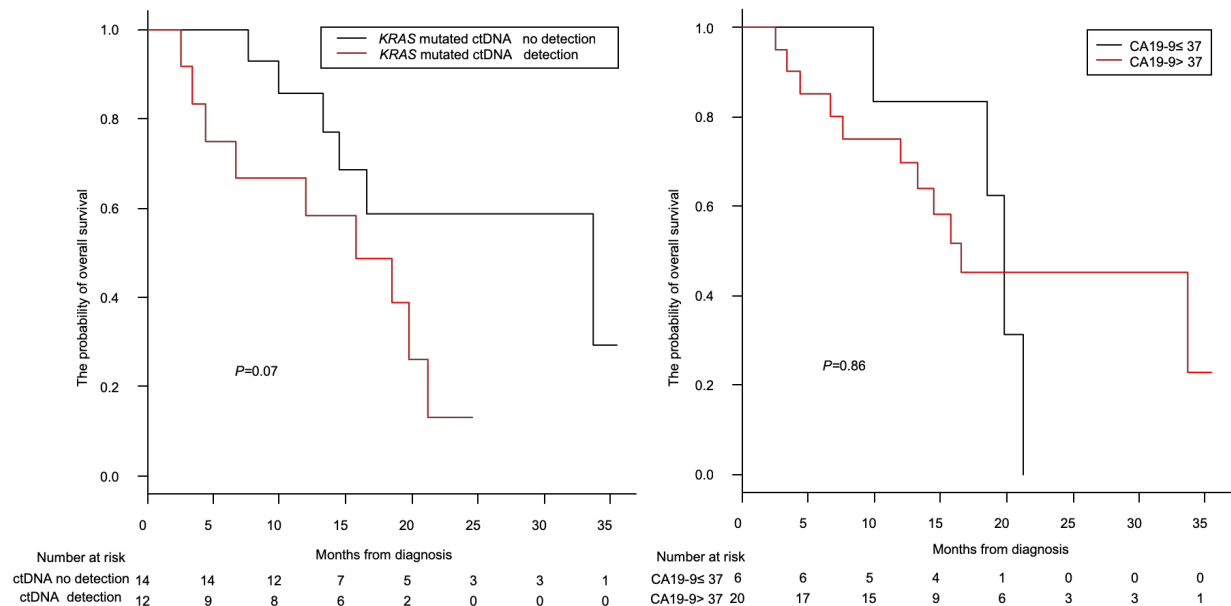 KRAS mutated ctDNA no detection
KRAS mutated ctDNA detection
The probability of overall survival
1.0
0.8
0.6
0.4
0.2
0.0
P=0.07
0 5 10 15 20 25 30 35
Months from diagnosis
Number at risk
ctDNA no detection 14 14 12 7 5 3 3 1
ctDNA detection 12 9 8 6 2 0 0 0
CA19-9≤ 37
CA19-9> 37
The probability of overall survival
1.0
0.8
0.6
0.4
0.2
0.0
P=0.86
0 5 10 15 20 25 30 35
Months from diagnosis
Number at risk
CA19-9≤ 37 6 6 5 4 1 0 0 0
CA19-9> 37 20 17 15 9 6 3 3 1